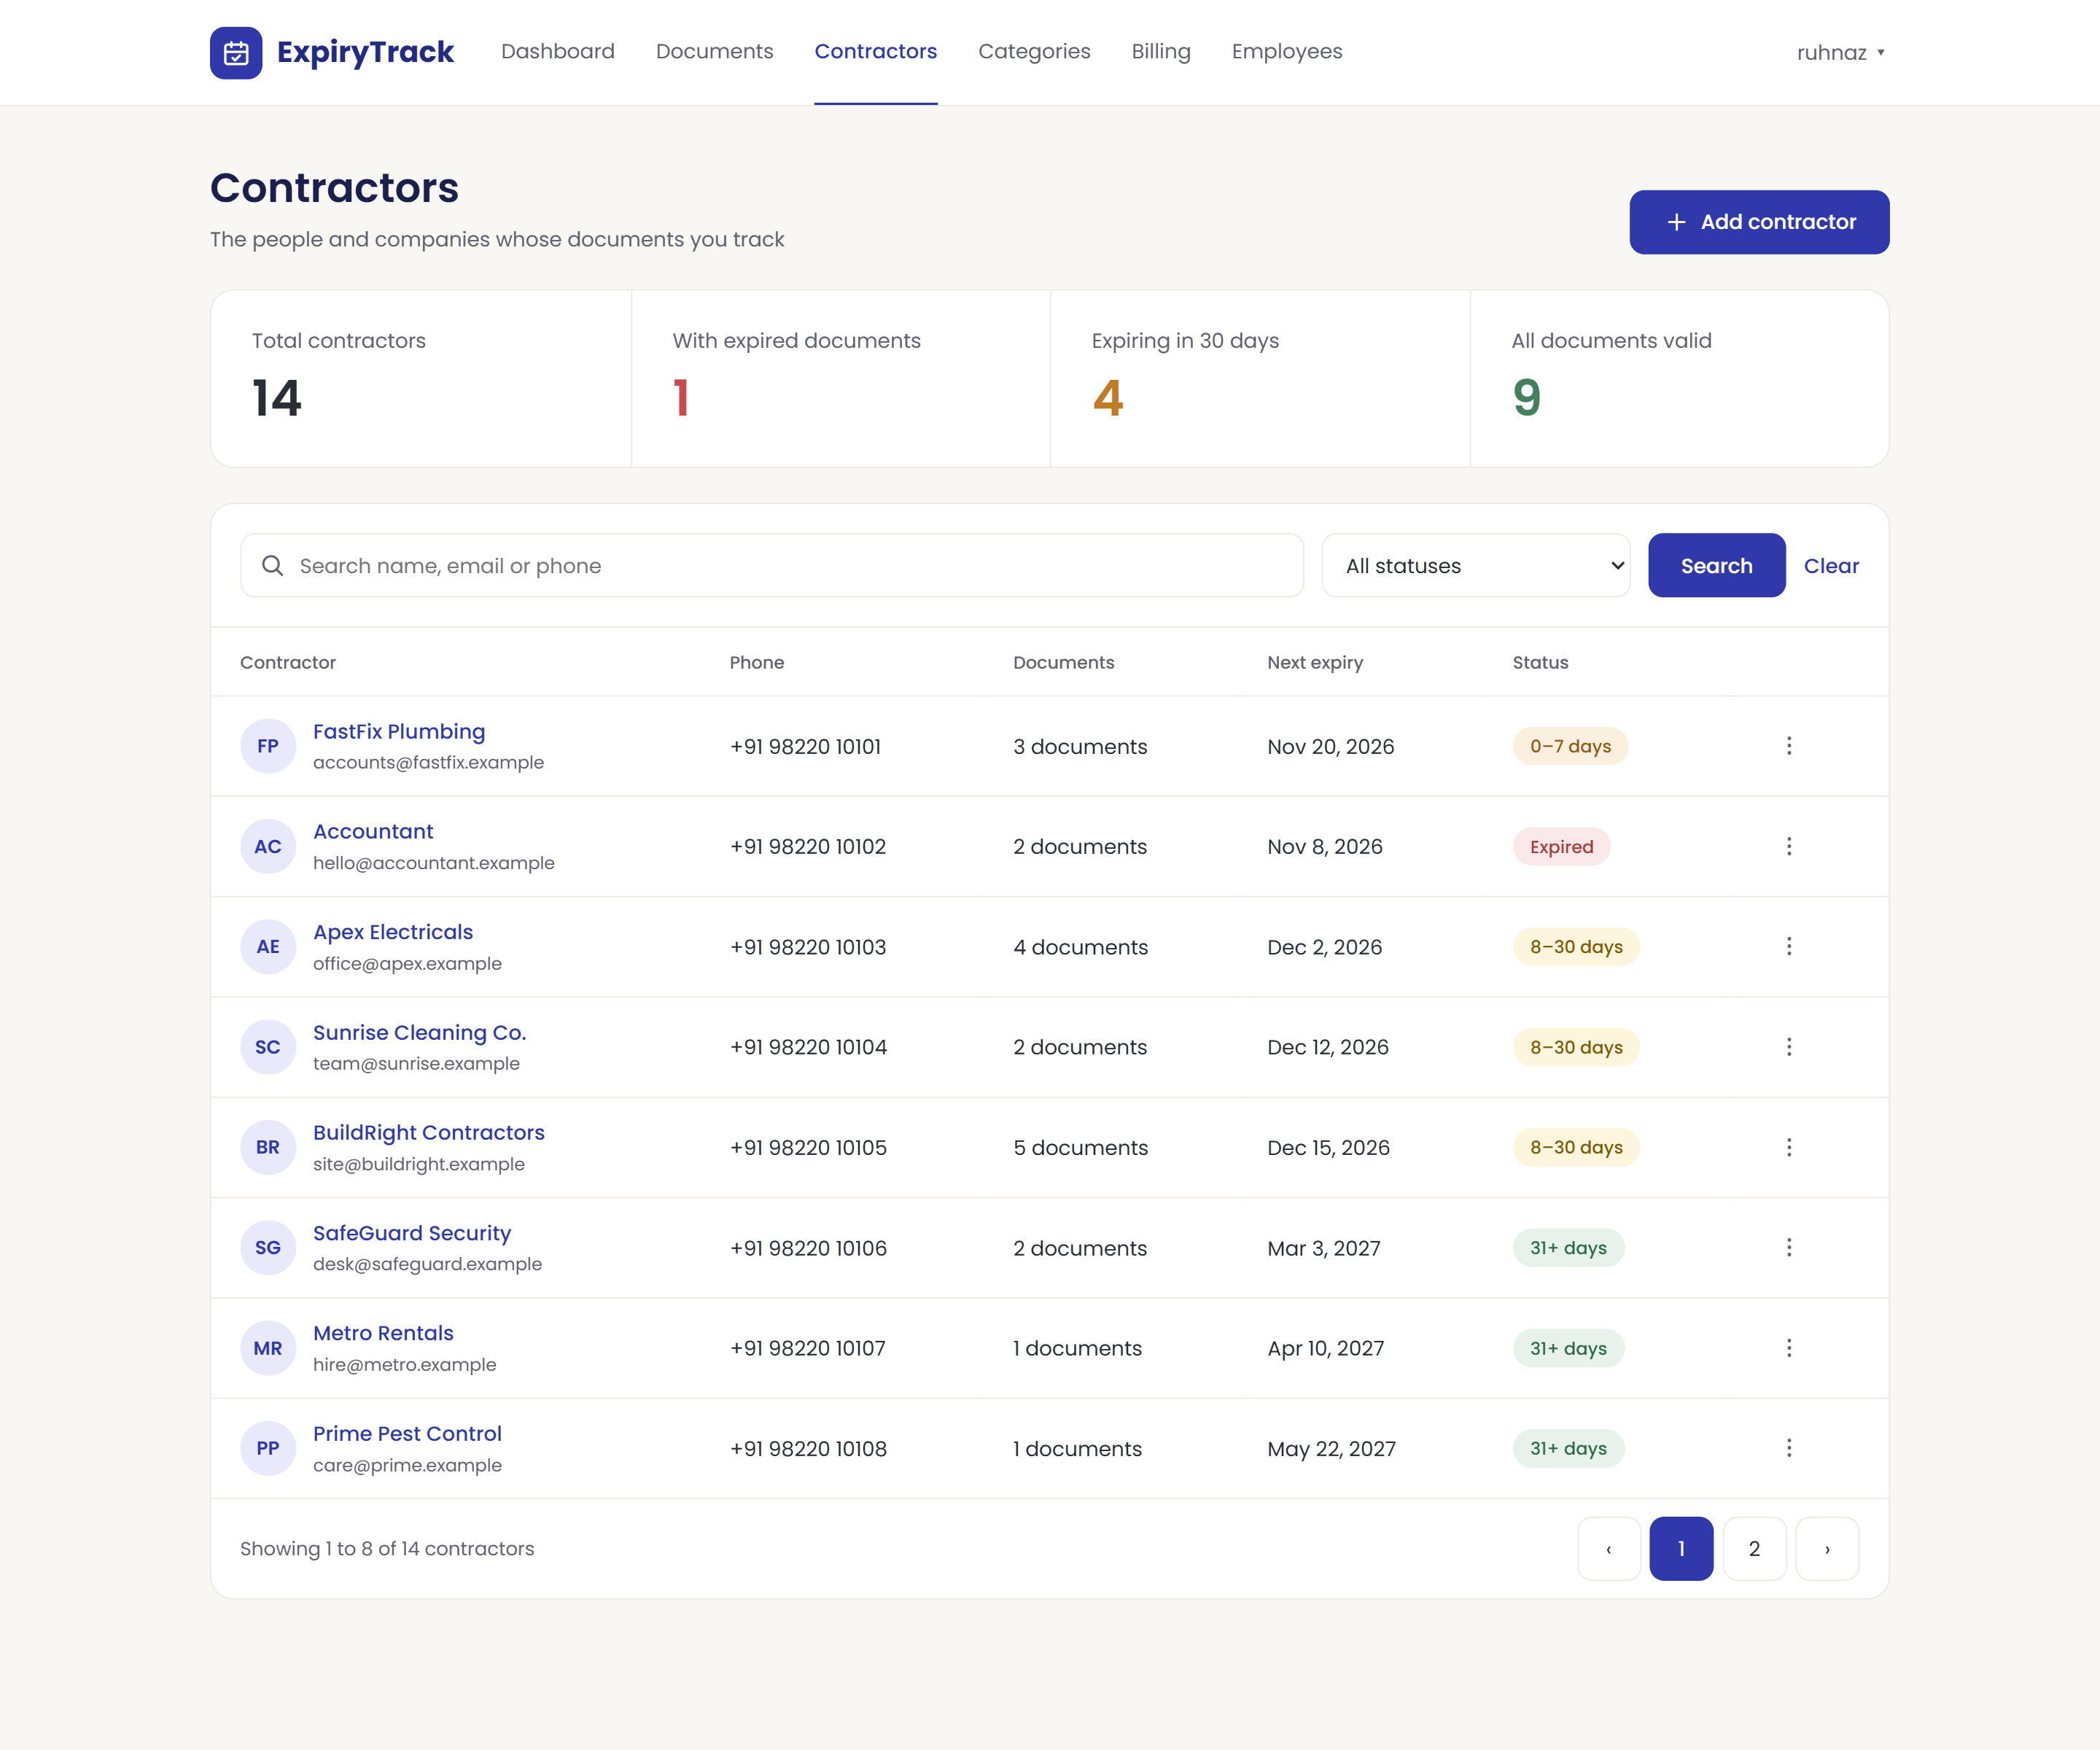 ExpiryTrack Dashboard Documents Contractors Categories Billing Employees ruhnaz
Contractors
The people and companies whose documents you track
+ Add contractor
Total contractors With expired documents Expiring in 30 days All documents valid
14 1 4 9
Search name, email or phone All statuses Search Clear
Contractor Phone Documents Next expiry Status
FP FastFix Plumbing +91 98220 10101 3 documents Nov 20, 2026 0–7 days
accounts@fastfix.example
AC Accountant +91 98220 10102 2 documents Nov 8, 2026 Expired
hello@accountant.example
AE Apex Electricals +91 98220 10103 4 documents Dec 2, 2026 8–30 days
office@apex.example
SC Sunrise Cleaning Co. +91 98220 10104 2 documents Dec 12, 2026 8–30 days
team@sunrise.example
BR BuildRight Contractors +91 98220 10105 5 documents Dec 15, 2026 8–30 days
site@buildright.example
SG SafeGuard Security +91 98220 10106 2 documents Mar 3, 2027 31+ days
desk@safeguard.example
MR Metro Rentals +91 98220 10107 1 documents Apr 10, 2027 31+ days
hire@metro.example
PP Prime Pest Control +91 98220 10108 1 documents May 22, 2027 31+ days
care@prime.example
Showing 1 to 8 of 14 contractors ‹ 1 2 ›